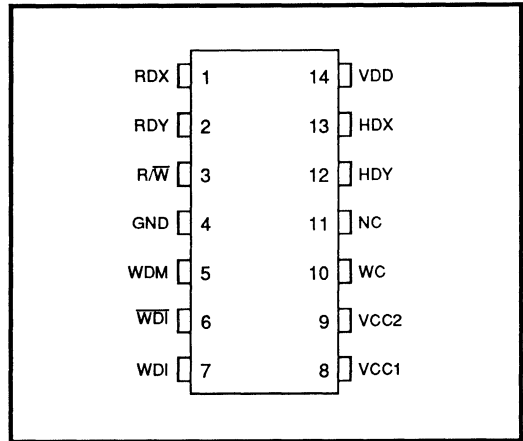 RDX 1 14 VDD
RDY 2 13 HDX
R/W̅ 3 12 HDY
GND 4 11 NC
WDM 5 10 WC
W̅D̅I̅ 6 9 VCC2
WDI 7 8 VCC1